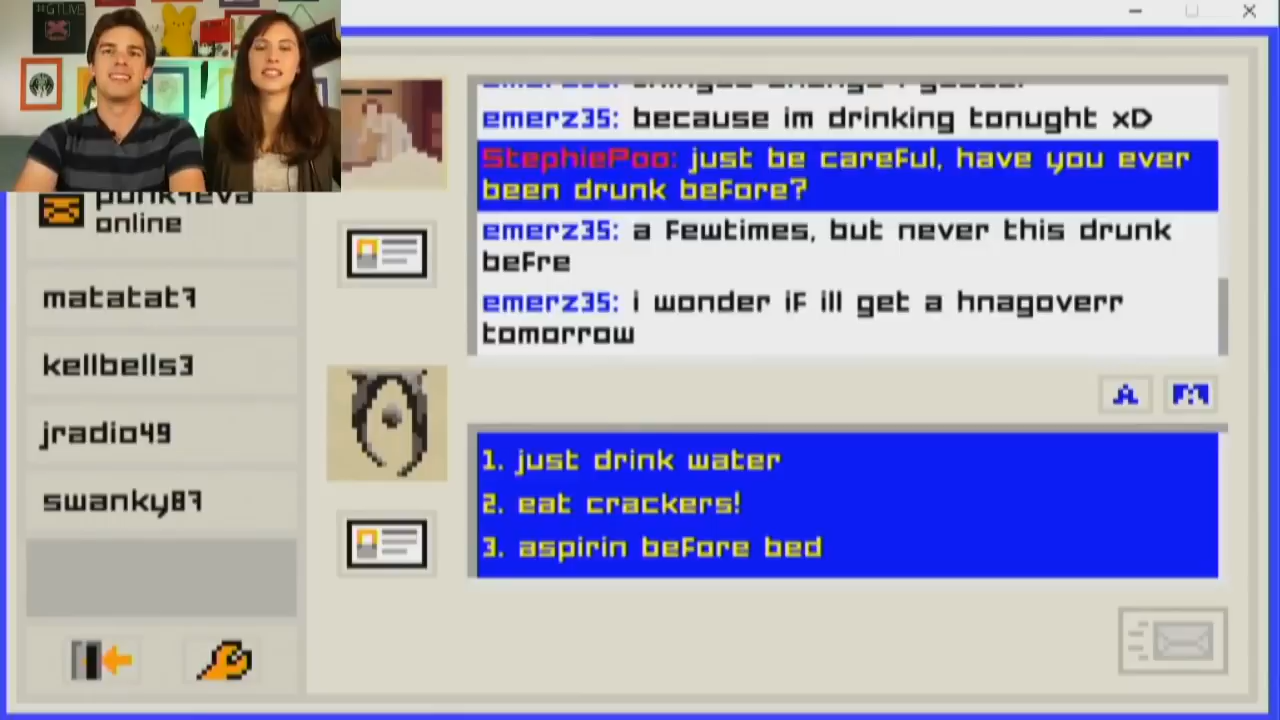 #GTLIVE
emerz35: because im drinking tonught xD
StephiePoo: just be careful, have you ever
been drunk before?
emerz35: a fewtimes, but never this drunk
befre
emerz35: i wonder if ill get a hnagoverr
tomorrow
punk4eva
online
matatat7
kellbells3
jradio49
swanky87
A
1. just drink water
2. eat crackers!
3. aspirin before bed